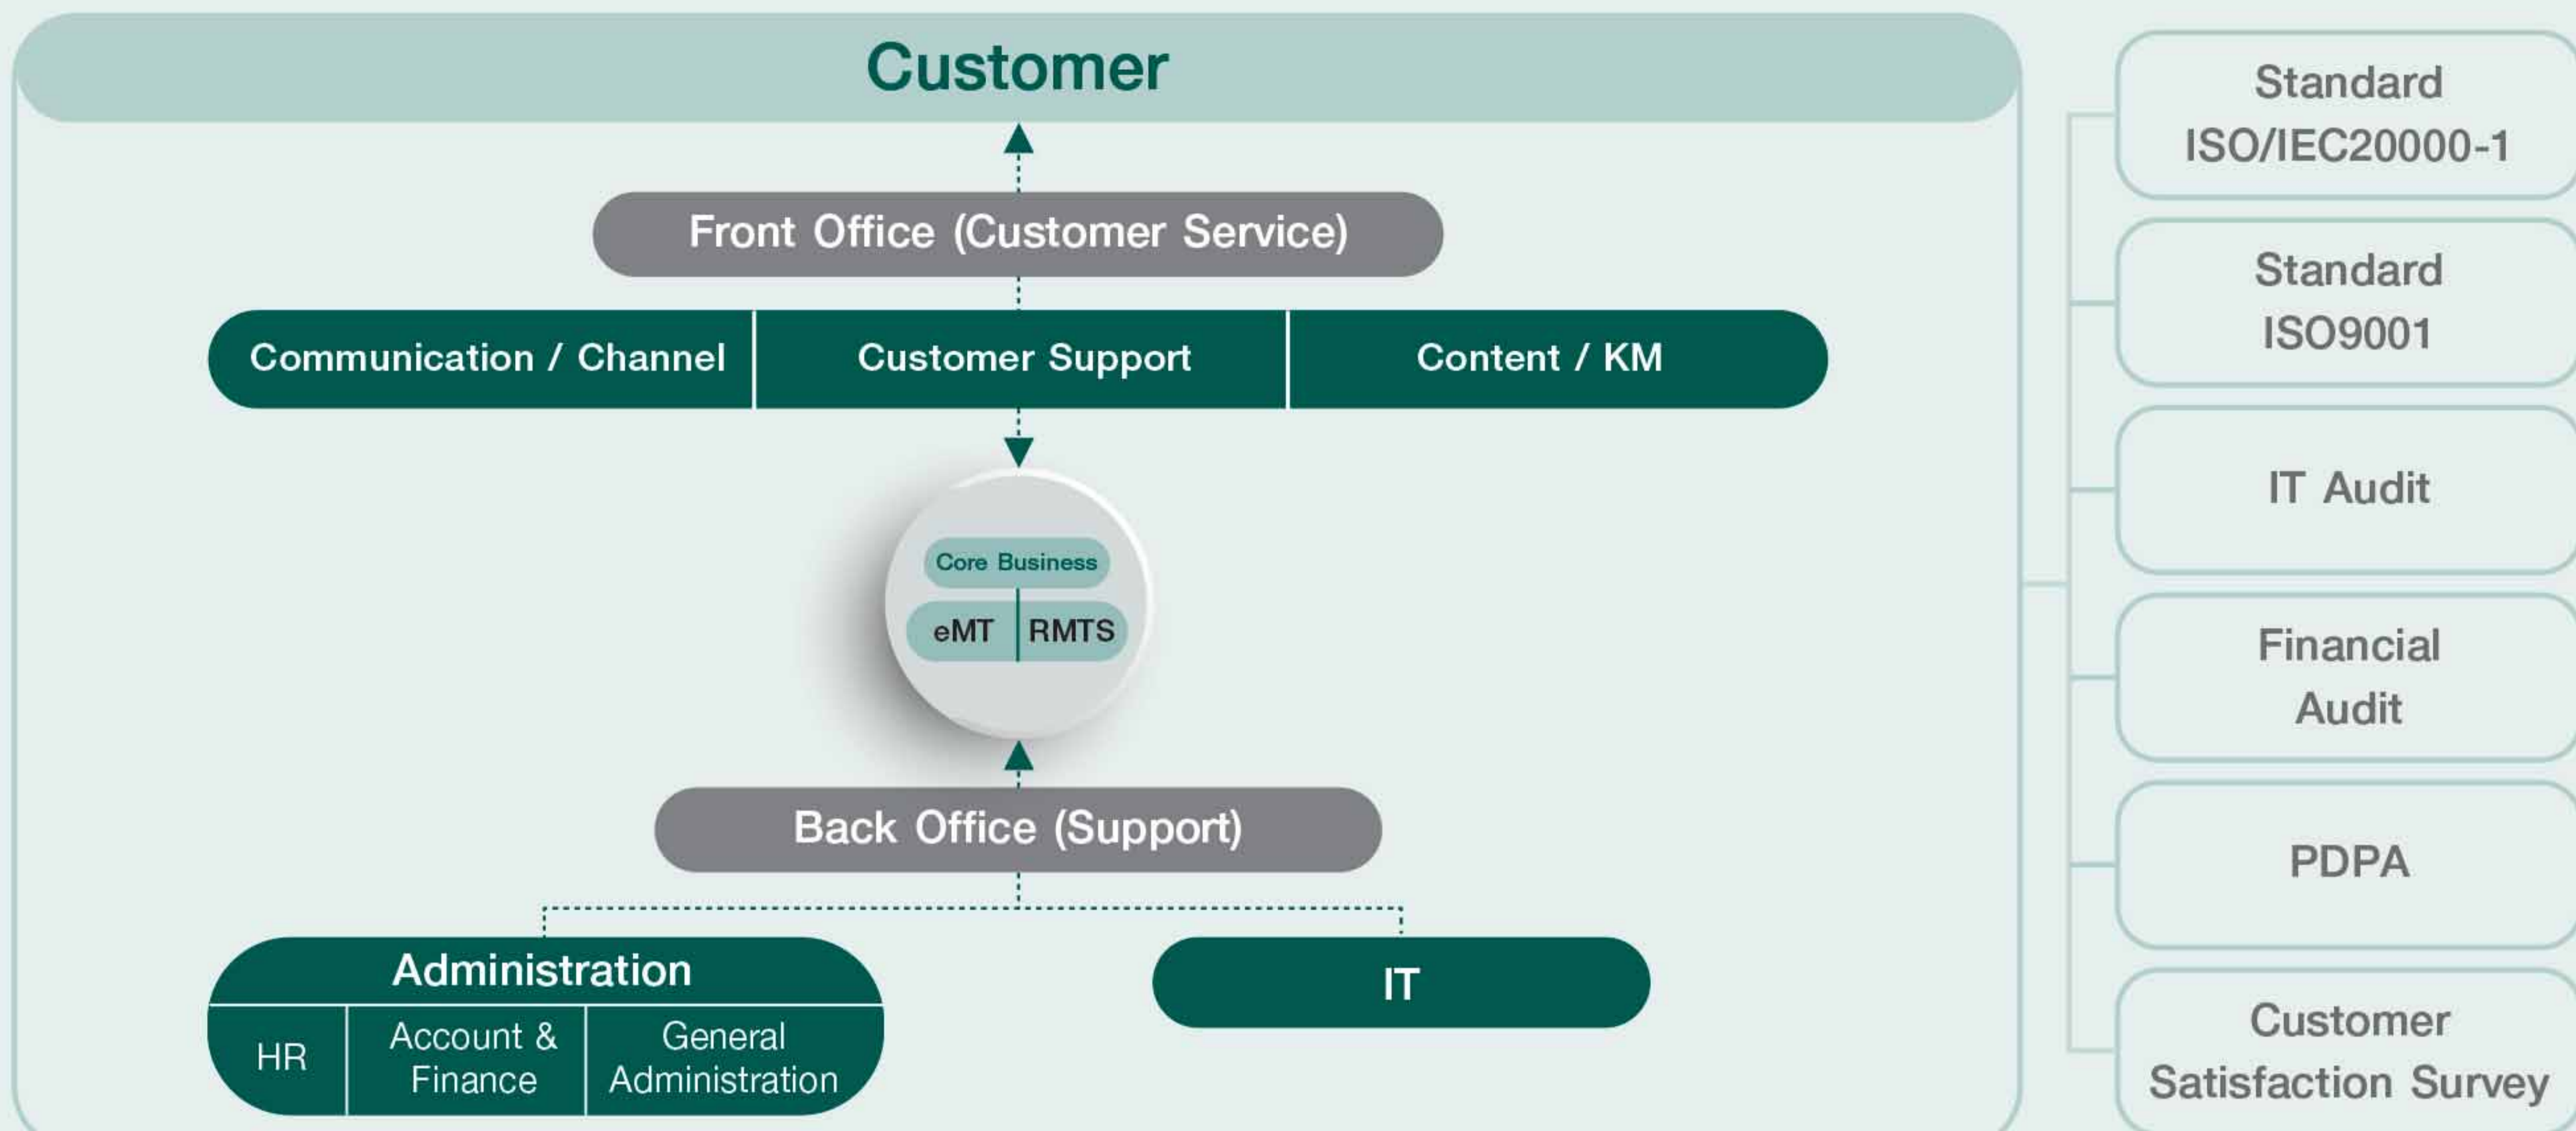 Customer
Front Office (Customer Service)
Communication / Channel
Customer Support
Content / KM
Core Business
eMT
RMTS
Back Office (Support)
Administration
HR
Account &
Finance
General
Administration
IT
Standard
ISO/IEC20000-1
Standard
ISO9001
IT Audit
Financial
Audit
PDPA
Customer
Satisfaction Survey